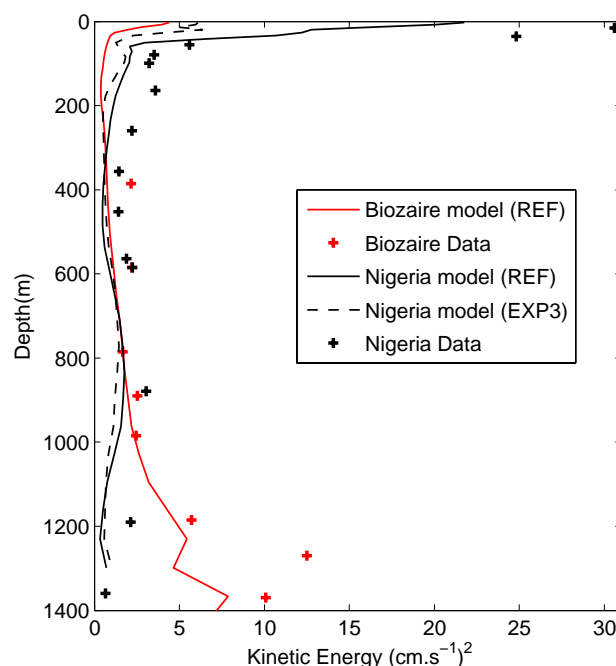 0
200
400
600
800
1000
1200
1400
Depth(m)
Biozaire model (REF)
Biozaire Data
Nigeria model (REF)
Nigeria model (EXP3)
Nigeria Data
0 5 10 15 20 25 30
Kinetic Energy (cm.s⁻¹)²